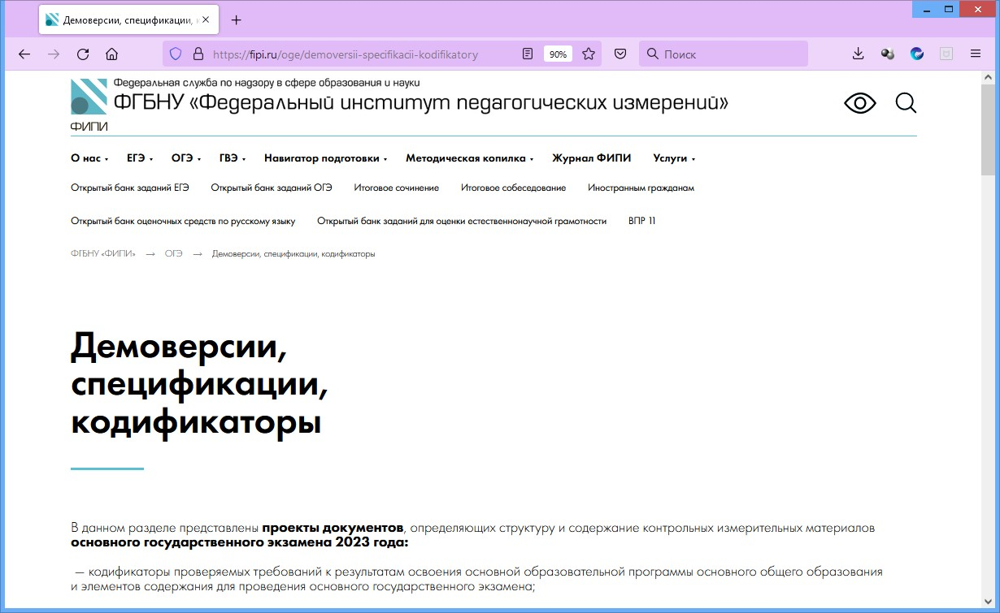 Демоверсии, спецификации,
https://fipi.ru/oge/demoversii-specifikacii-kodifikatory
90%
Поиск
Федеральная служба по надзору в сфере образования и науки
ФГБНУ «Федеральный институт педагогических измерений»
ФИПИ
О нас ЕГЭ ОГЭ ГВЭ Навигатор подготовки Методическая копилка Журнал ФИПИ Услуги
Открытый банк заданий ЕГЭ Открытый банк заданий ОГЭ Итоговое сочинение Итоговое собеседование Иностранным гражданам
Открытый банк оценочных средств по русскому языку Открытый банк заданий для оценки естественнонаучной грамотности ВПР 11
ФГБНУ «ФИПИ» → ОГЭ → Демоверсии, спецификации, кодификаторы
Демоверсии,
спецификации,
кодификаторы
В данном разделе представлены проекты документов, определяющих структуру и содержание контрольных измерительных материалов
основного государственного экзамена 2023 года:
— кодификаторы проверяемых требований к результатам освоения основной образовательной программы основного общего образования
и элементов содержания для проведения основного государственного экзамена;